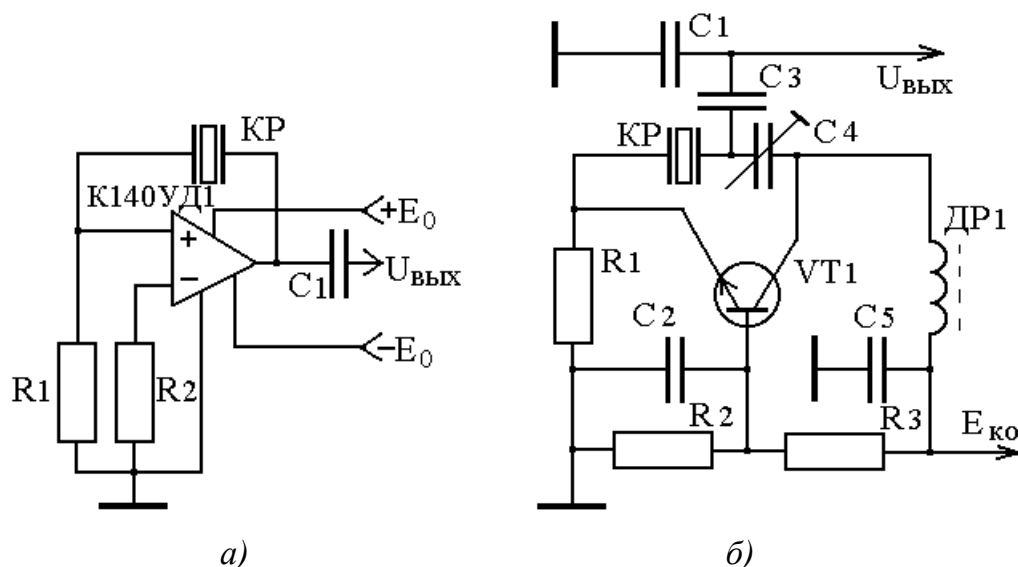 КР
К140УД1
+E0
C1
Uвых
−E0
R1
R2
а)
C1
Uвых
C3
КР
C4
ДР1
R1
VT1
C2
C5
R2
R3
Eко
б)